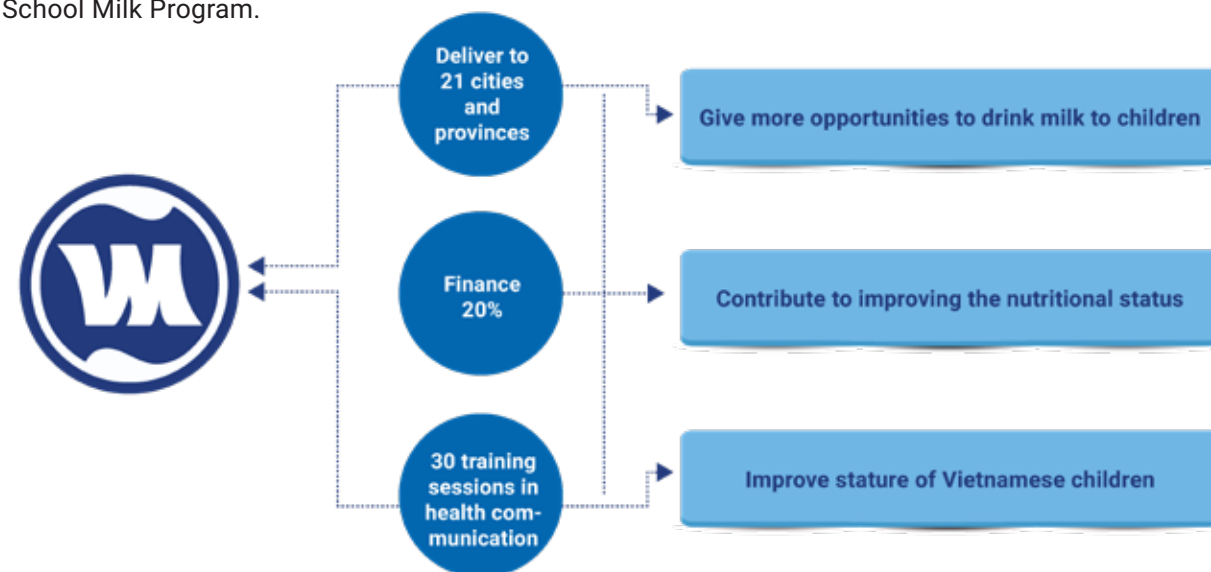 School Milk Program.
Deliver to
21 cities
and
provinces
Give more opportunities to drink milk to children
Finance
20%
Contribute to improving the nutritional status
30 training
sessions in
health com-
munication
Improve stature of Vietnamese children
VM